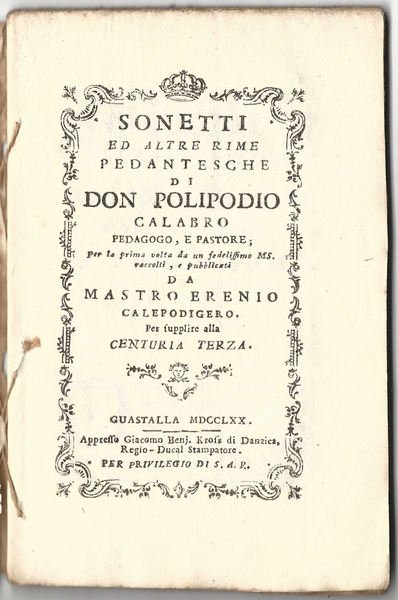 SONETTI
ED ALTRE RIME
PEDANTESCHE
DI
DON POLIPODIO
CALABRO
PEDAGOGO, E PASTORE;
Per la prima volta da un fedelissimo MS.
raccolti, e pubblicati
DA
MASTRO ERENIO
CALEPODIGERO.
Per supplire alla
CENTURIA TERZA.
GUASTALLA MDCCLXX.
Appresso Giacomo Benj. Kross di Danzica,
Regio-Ducal Stampatore.
PER PRIVILEGIO DI S. A. R.